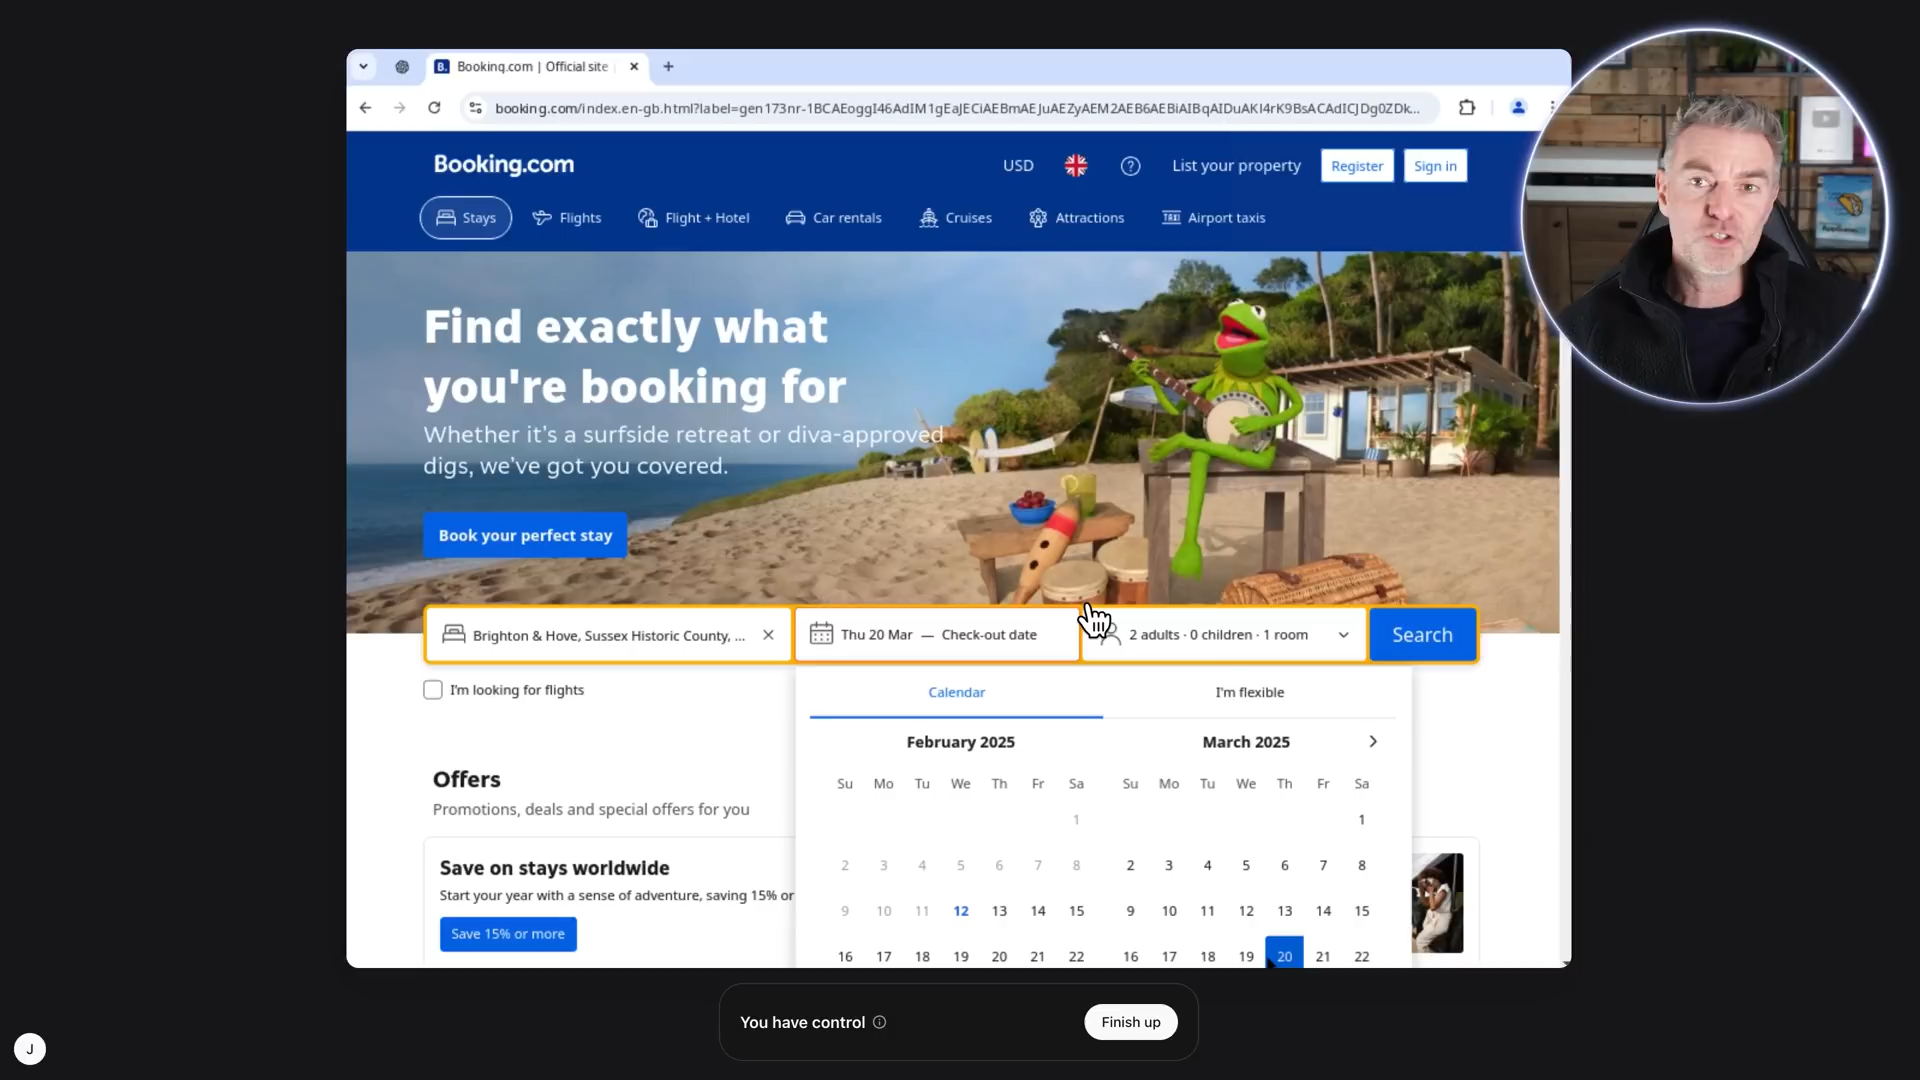 B. Booking.com | Official site
booking.com/index.en-gb.html?label=gen173nr-1BCAEoggI46AdIM1gEaJECiAEBmAEJuAEZyAEM2AEB6AEBiAIBqAIDuAKI4rK9BsACAdICJDg0ZDk...
Booking.com
USD
List your property
Register
Sign in
Stays
Flights
Flight + Hotel
Car rentals
Cruises
Attractions
TAXI Airport taxis
Find exactly what
you're booking for
Whether it's a surfside retreat or diva-approved
digs, we've got you covered.
Book your perfect stay
Brighton & Hove, Sussex Historic County, ...
Thu 20 Mar — Check-out date
2 adults · 0 children · 1 room
Search
I'm looking for flights
Calendar
I'm flexible
February 2025
March 2025
Su Mo Tu We Th Fr Sa
Su Mo Tu We Th Fr Sa
1
1
2 3 4 5 6 7 8
2 3 4 5 6 7 8
9 10 11 12 13 14 15
9 10 11 12 13 14 15
16 17 18 19 20 21 22
16 17 18 19 20 21 22
Offers
Promotions, deals and special offers for you
Save on stays worldwide
Start your year with a sense of adventure, saving 15% or
Save 15% or more
You have control
Finish up
J